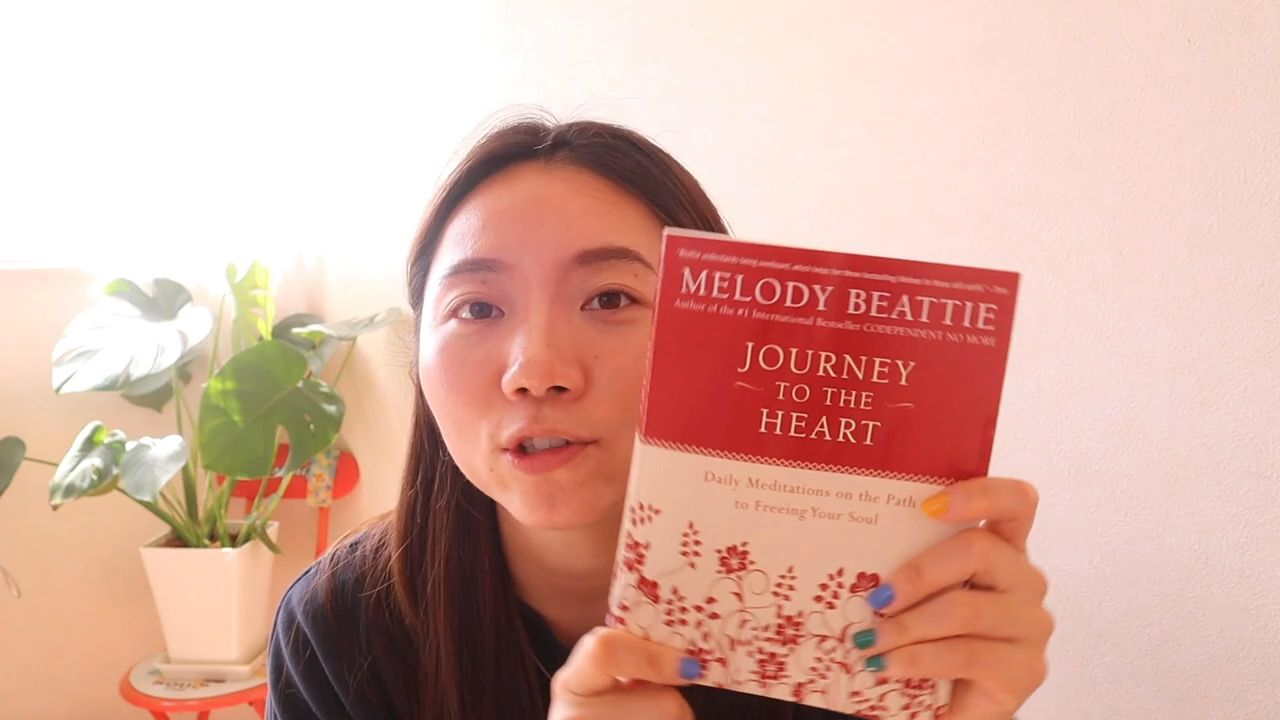 MELODY BEATTIE
Author of the #1 International Bestseller CODEPENDENT NO MORE
JOURNEY
TO THE
HEART
Daily Meditations on the Path
to Freeing Your Soul